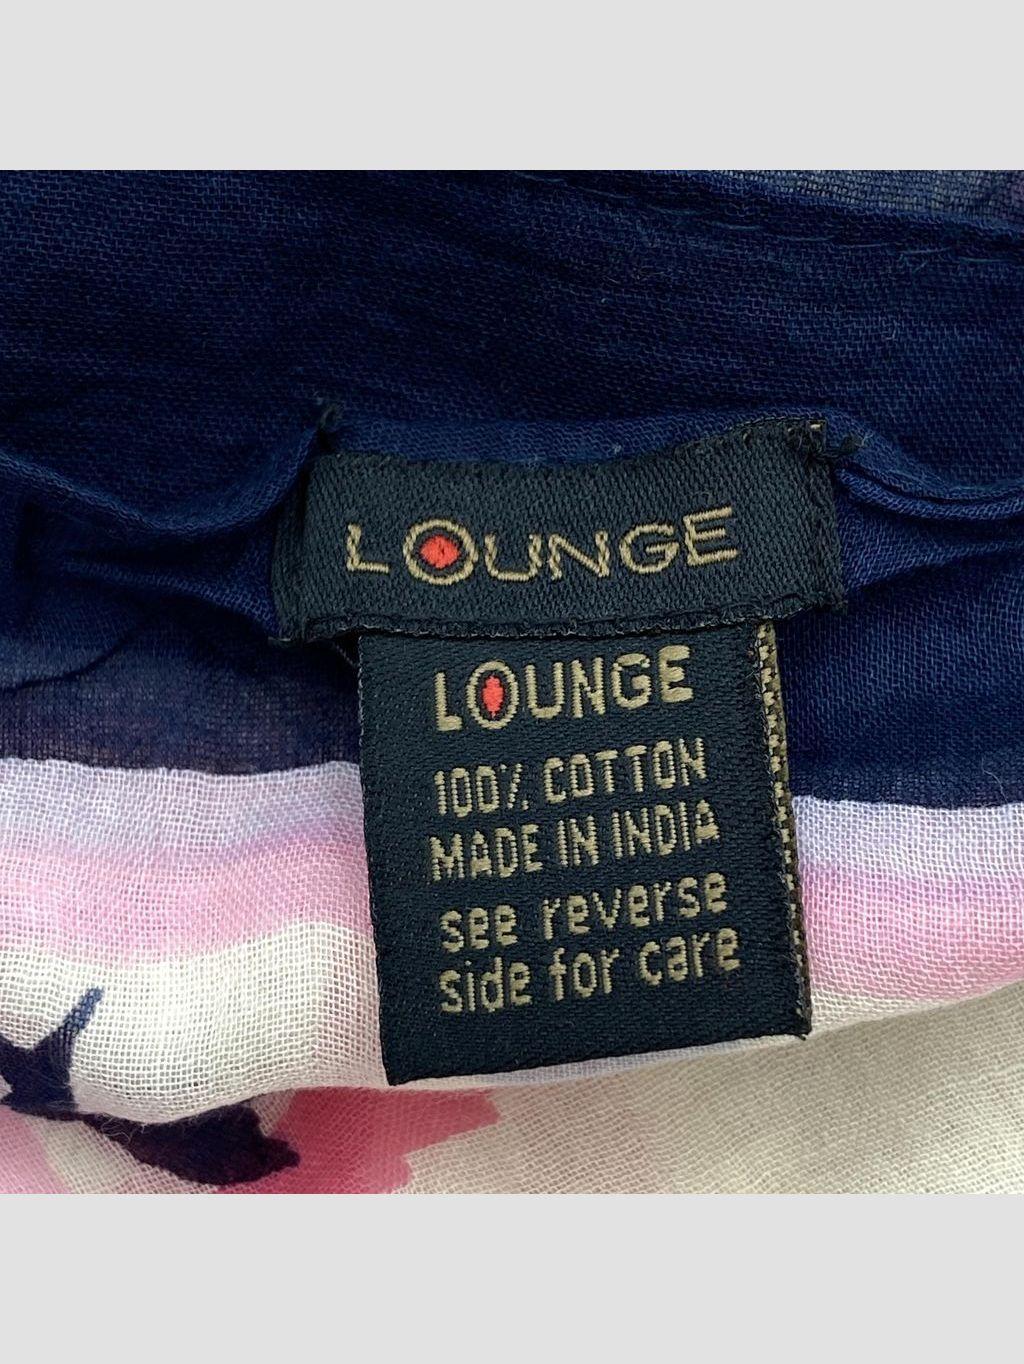 LOUNGE
LOUNGE
100% COTTON
MADE IN INDIA
see reverse
side for care